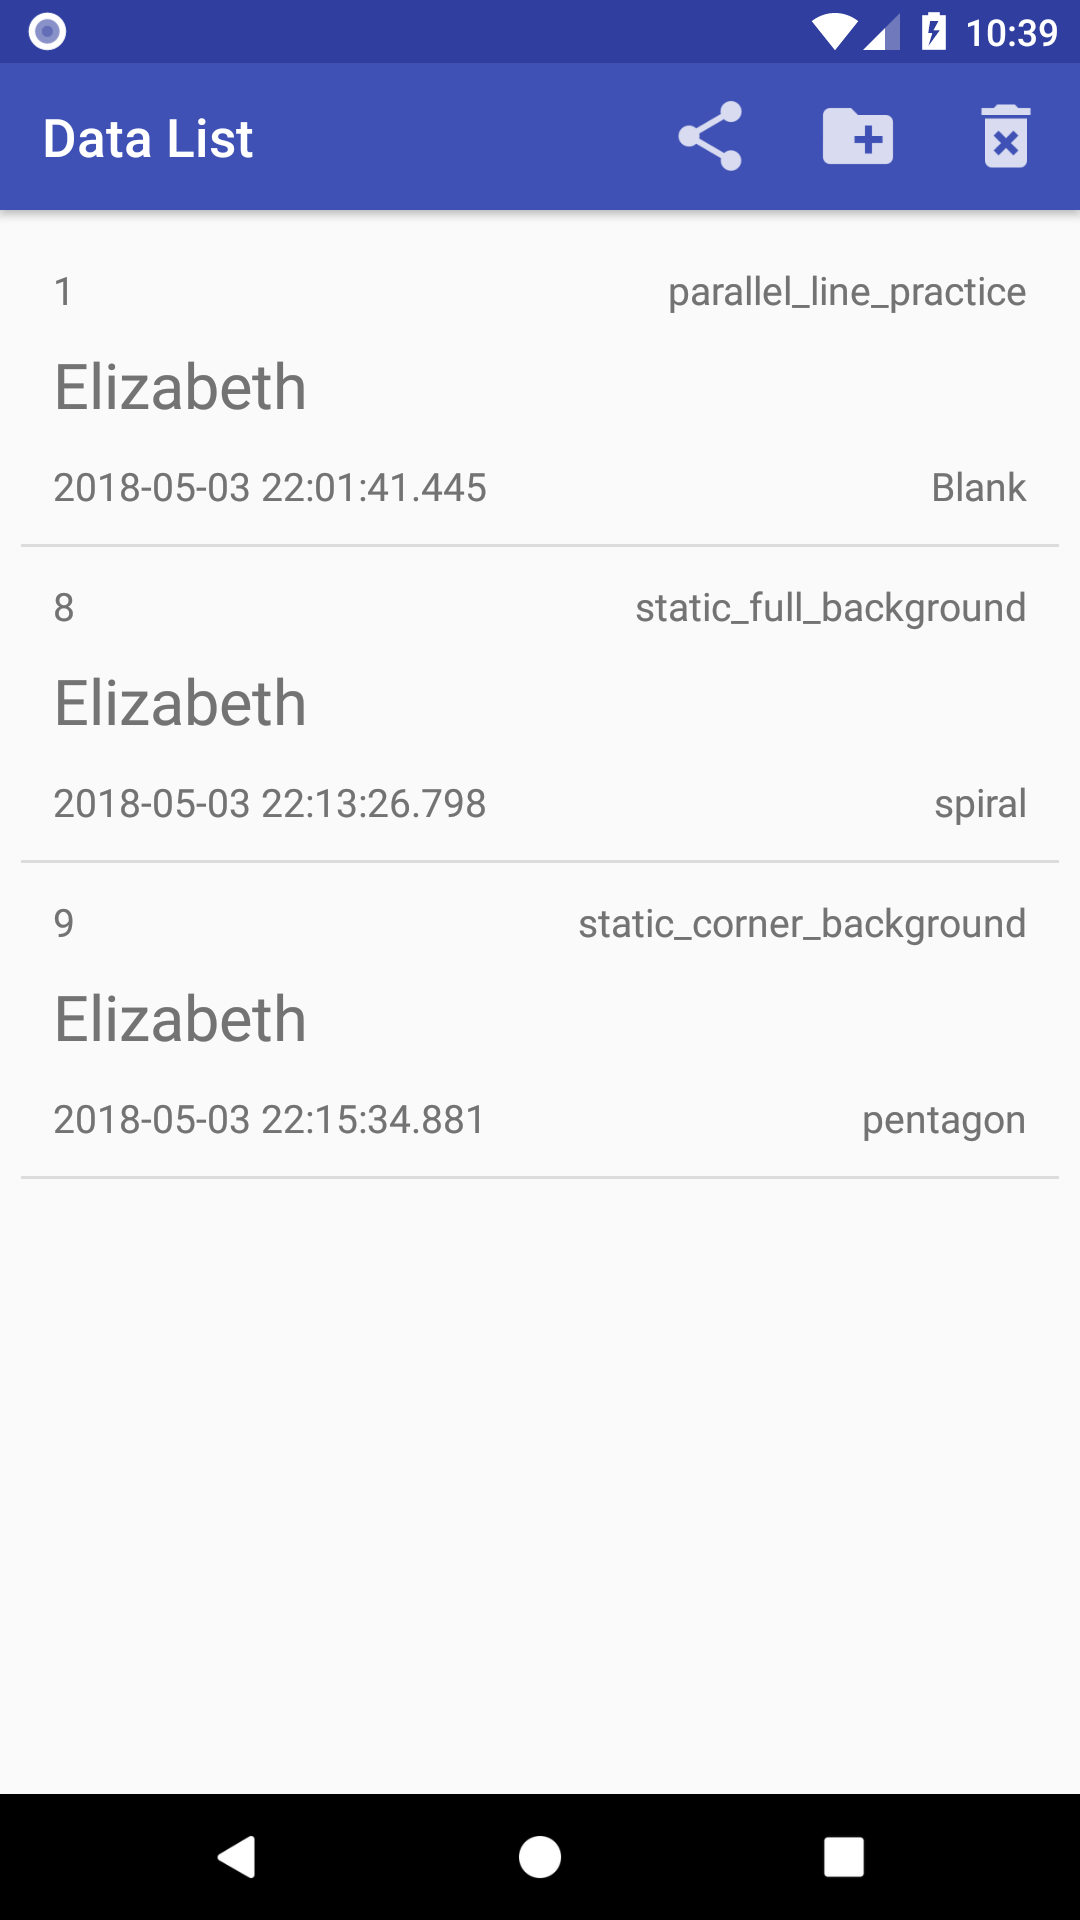 10:39
Data List
1 parallel_line_practice
Elizabeth
2018-05-03 22:01:41.445 Blank
8 static_full_background
Elizabeth
2018-05-03 22:13:26.798 spiral
9 static_corner_background
Elizabeth
2018-05-03 22:15:34.881 pentagon